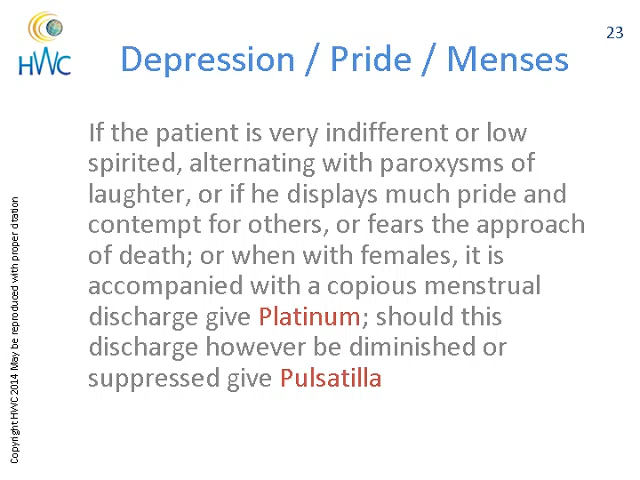 23
HWC
Depression / Pride / Menses
If the patient is very indifferent or low
spirited, alternating with paroxysms of
laughter, or if he displays much pride and
contempt for others, or fears the approach
of death; or when with females, it is
accompanied with a copious menstrual
discharge give Platinum; should this
discharge however be diminished or
suppressed give Pulsatilla
Copyright HWC 2014 May be reproduced with proper citation